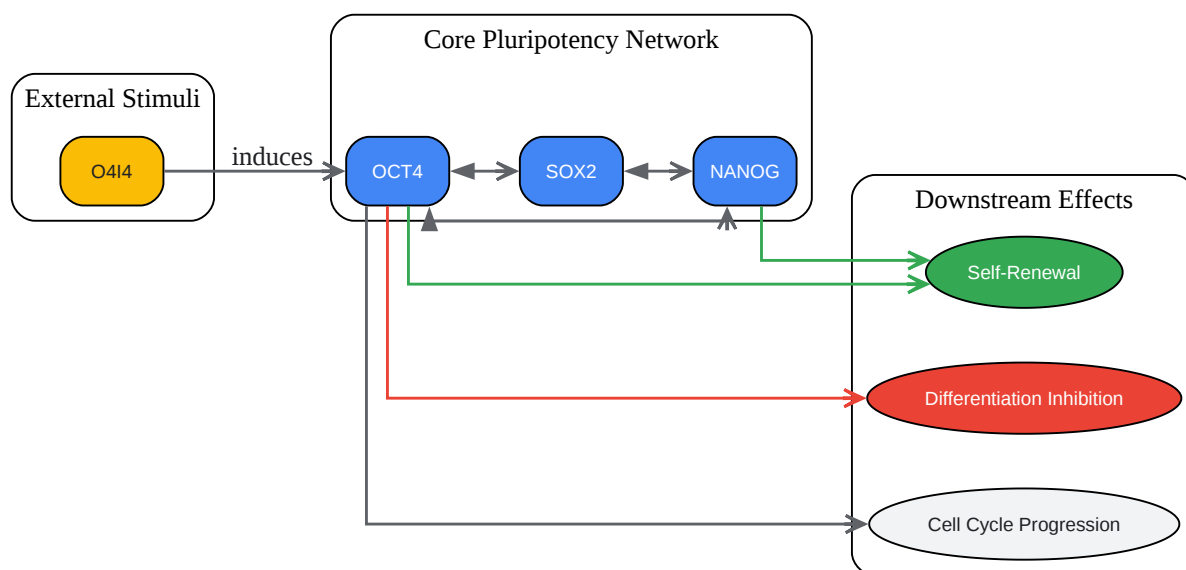 Core Pluripotency Network
External Stimuli
O4I4
induces
OCT4
SOX2
NANOG
Downstream Effects
Self-Renewal
Differentiation Inhibition
Cell Cycle Progression